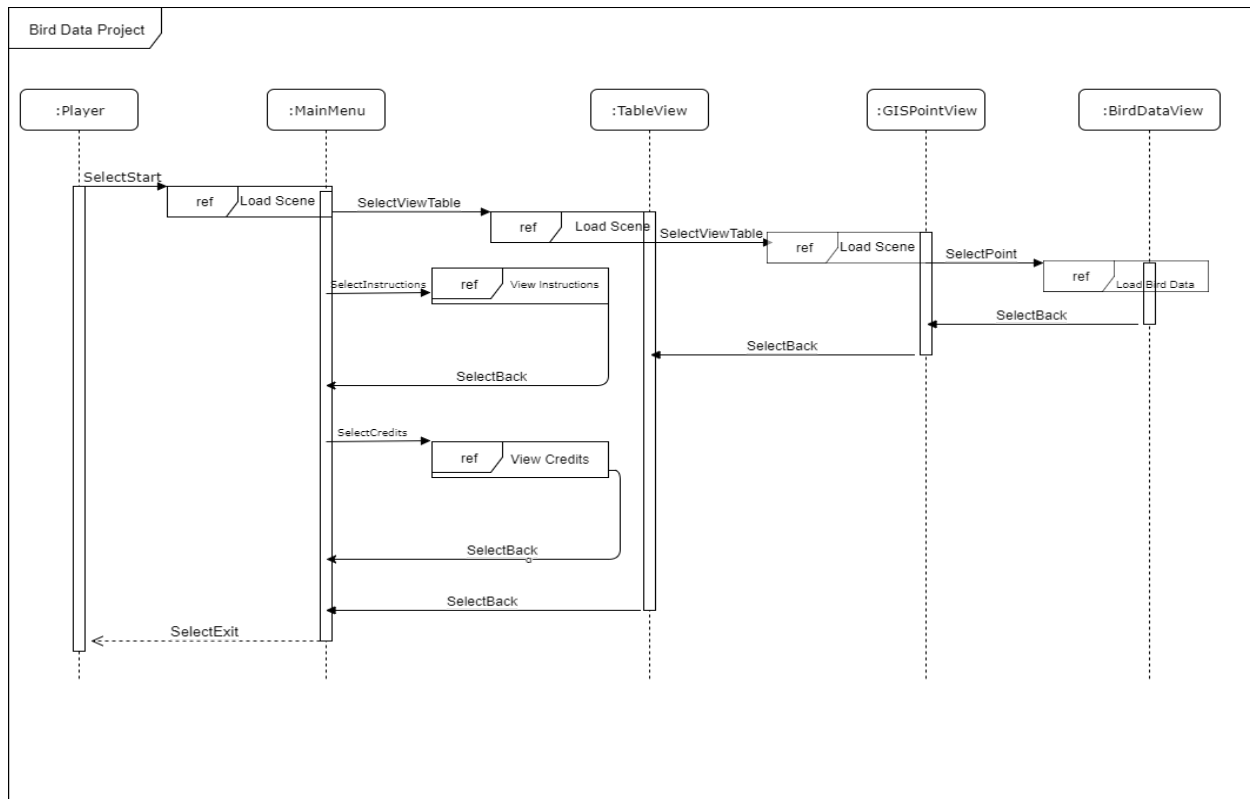 Bird Data Project
:Player
:MainMenu
:TableView
:GISPointView
:BirdDataView
SelectStart
ref
Load Scene
SelectViewTable
ref
Load Scene
SelectViewTable
ref
Load Scene
SelectPoint
ref
Load Bird Data
SelectInstructions
ref
View Instructions
SelectBack
SelectBack
SelectBack
SelectCredits
ref
View Credits
SelectBack
SelectBack
SelectExit